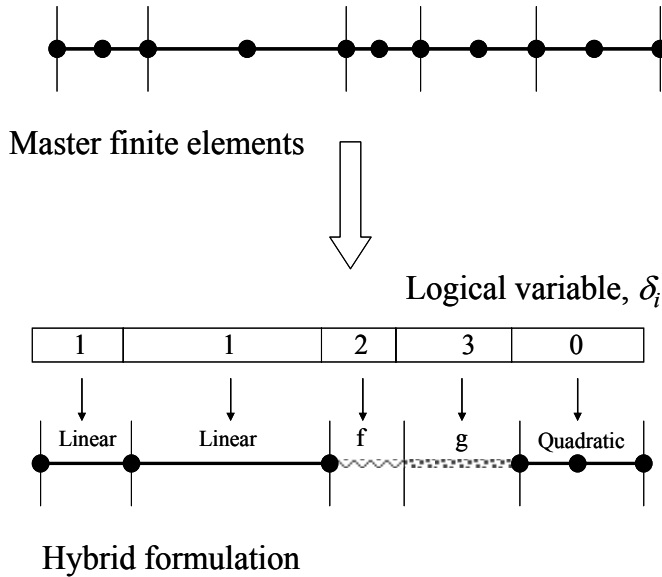 Master finite elements
Logical variable, δi
1 1 2 3 0
Linear Linear f g Quadratic
Hybrid formulation